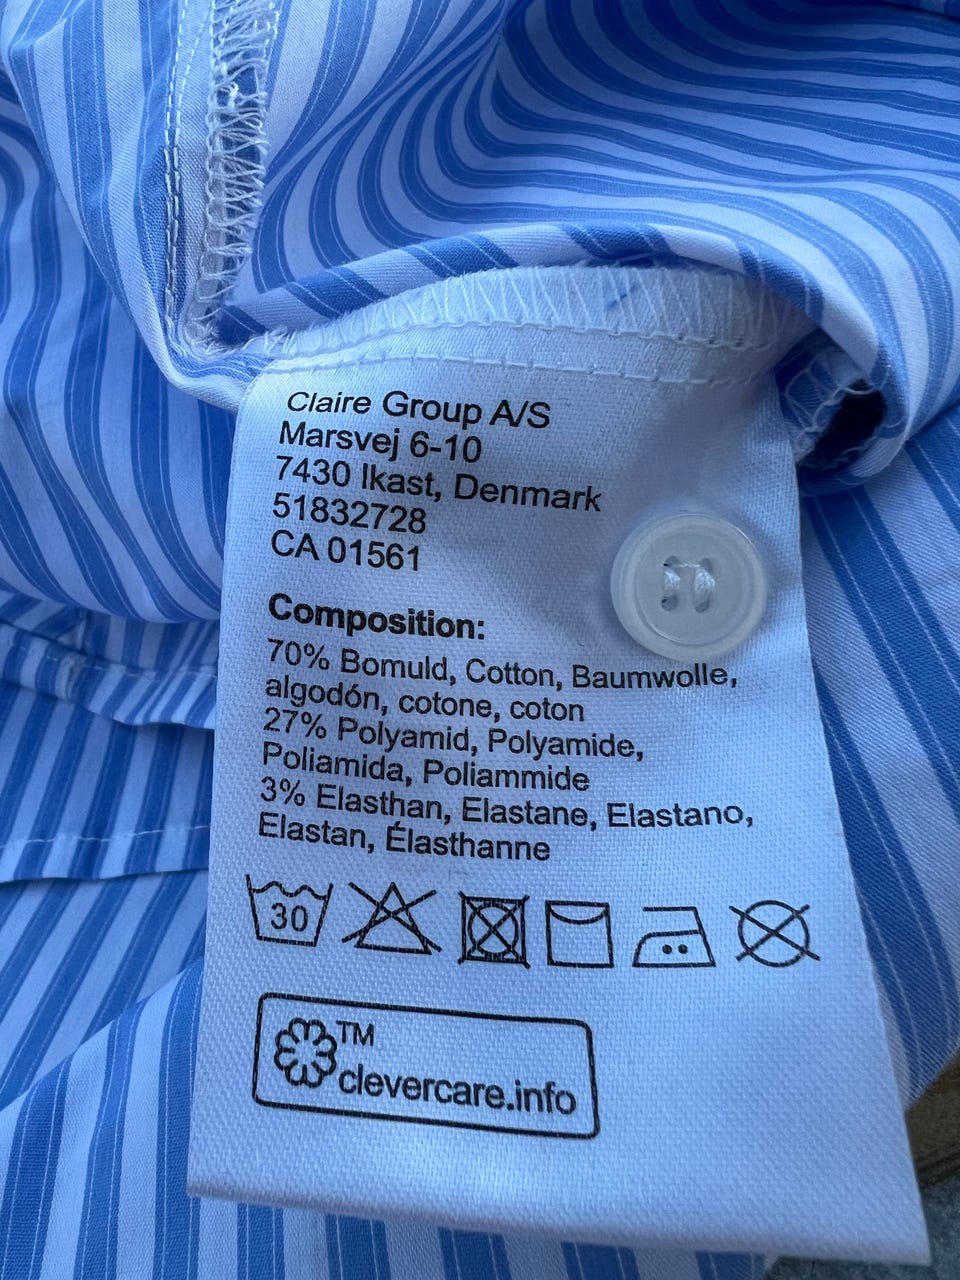 Claire Group A/S
Marsvej 6-10
7430 Ikast, Denmark
51832728
CA 01561
Composition:
70% Bomuld, Cotton, Baumwolle,
algodón, cotone, coton
27% Polyamid, Polyamide,
Poliamida, Poliammide
3% Elasthan, Elastane, Elastano,
Elastan, Élasthanne
30
TM
clevercare.info